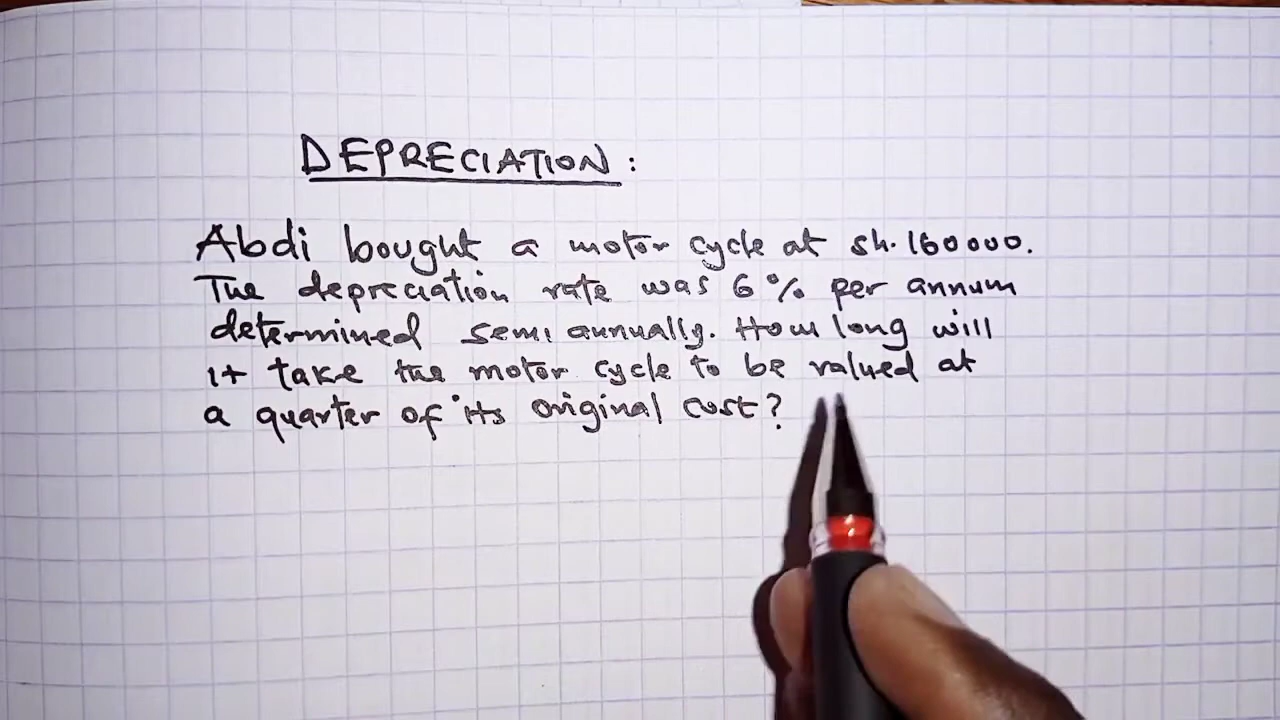 DEPRECIATION:
Abdi bought a motor cycle at sh. 160000.
The depreciation rate was 6% per annum
determined semi annually. How long will
it take the motor cycle to be valued at
a quarter of its original cost?